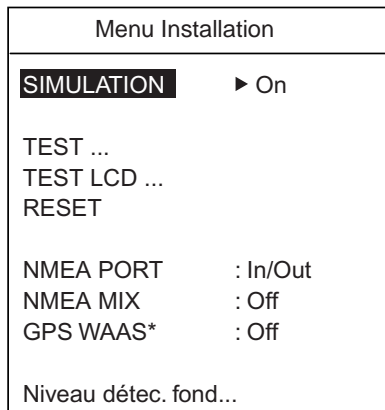 Menu Installation
SIMULATION ▶ On
TEST ...
TEST LCD ...
RESET
NMEA PORT : In/Out
NMEA MIX : Off
GPS WAAS* : Off
Niveau détec. fond...